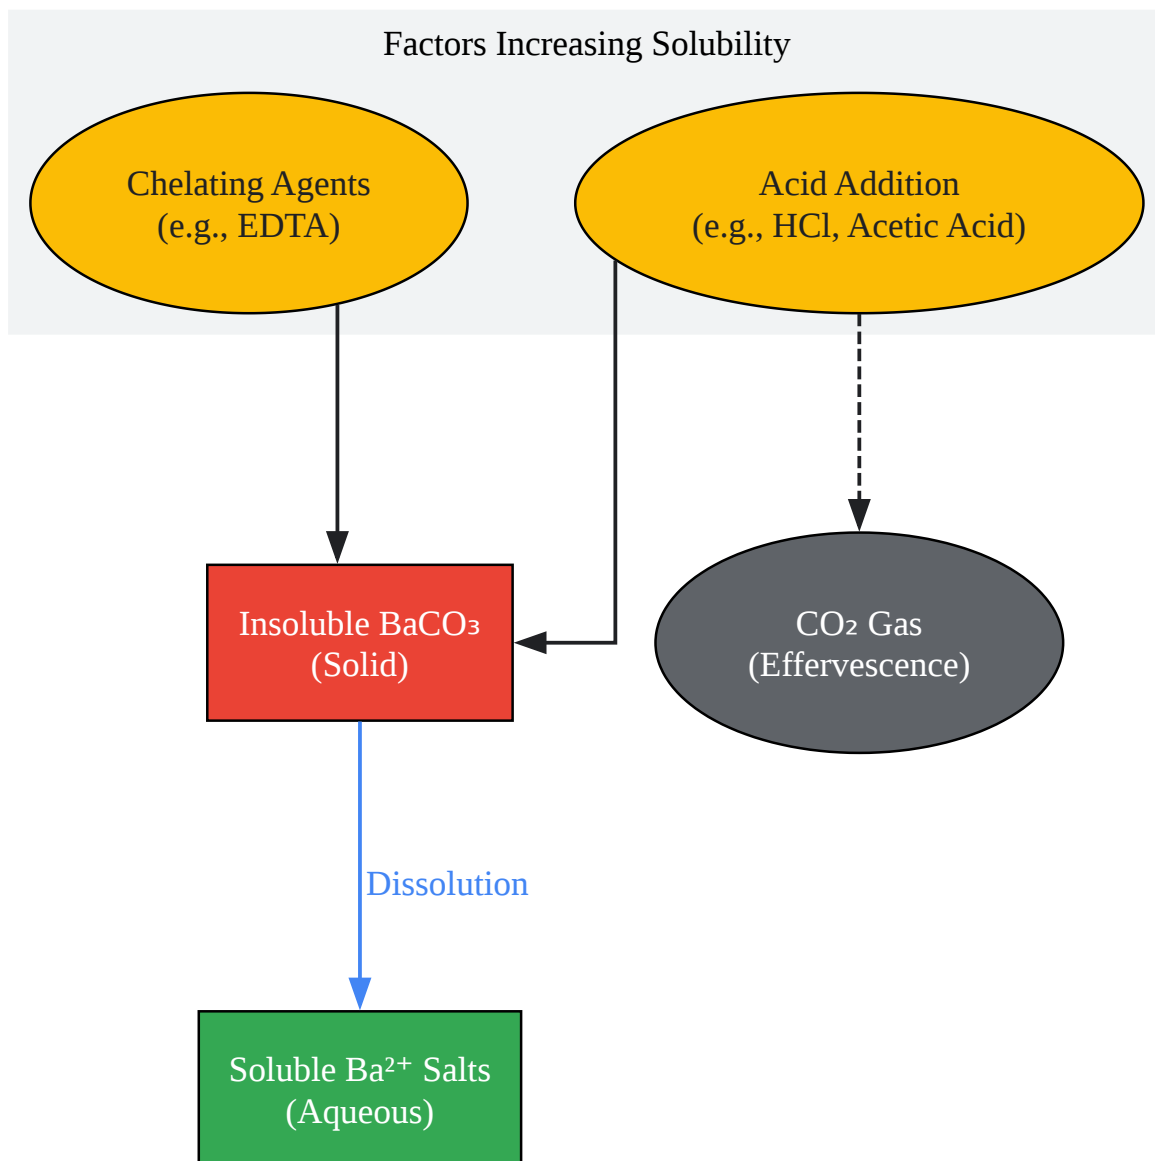 Factors Increasing Solubility
Chelating Agents
(e.g., EDTA)
Acid Addition
(e.g., HCl, Acetic Acid)
Insoluble BaCO₃
(Solid)
CO₂ Gas
(Effervescence)
Dissolution
Soluble Ba²⁺ Salts
(Aqueous)